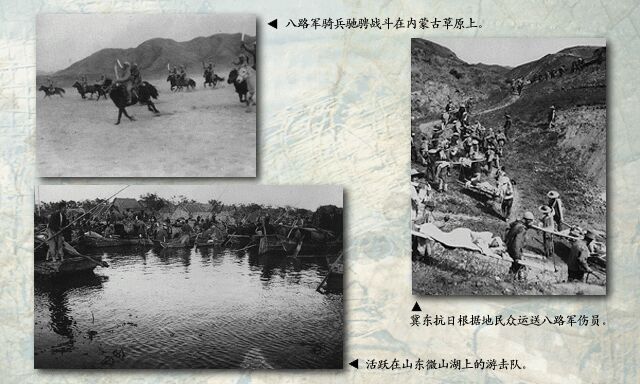 八路军骑兵驰骋战斗在内蒙古草原上。
冀东抗日根据地民众运送八路军伤员。
活跃在山东微山湖上的游击队。